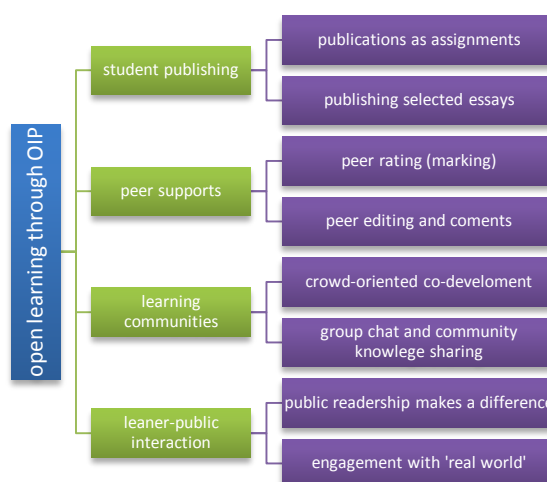 open learning through OIP
student publishing
publications as assignments
publishing selected essays
peer supports
peer rating (marking)
peer editing and coments
learning
communities
crowd-oriented co-develoment
group chat and community
knowlege sharing
leaner-public
interaction
public readership makes a difference
engagement with 'real world'